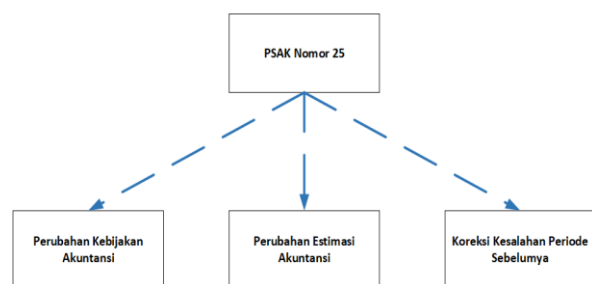 PSAK Nomor 25
Perubahan Kebijakan
Akuntansi
Perubahan Estimasi
Akuntansi
Koreksi Kesalahan Periode
Sebelumya